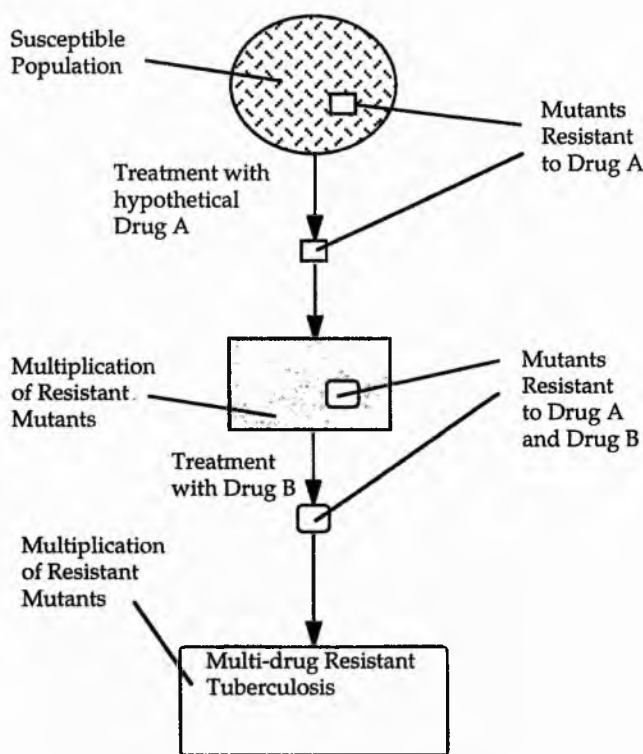 Susceptible
Population
Mutants
Resistant
to Drug A
Treatment with
hypothetical
Drug A
Multiplication
of Resistant
Mutants
Mutants
Resistant
to Drug A
and Drug B
Treatment
with Drug B
Multiplication
of Resistant
Mutants
Multi-drug Resistant
Tuberculosis